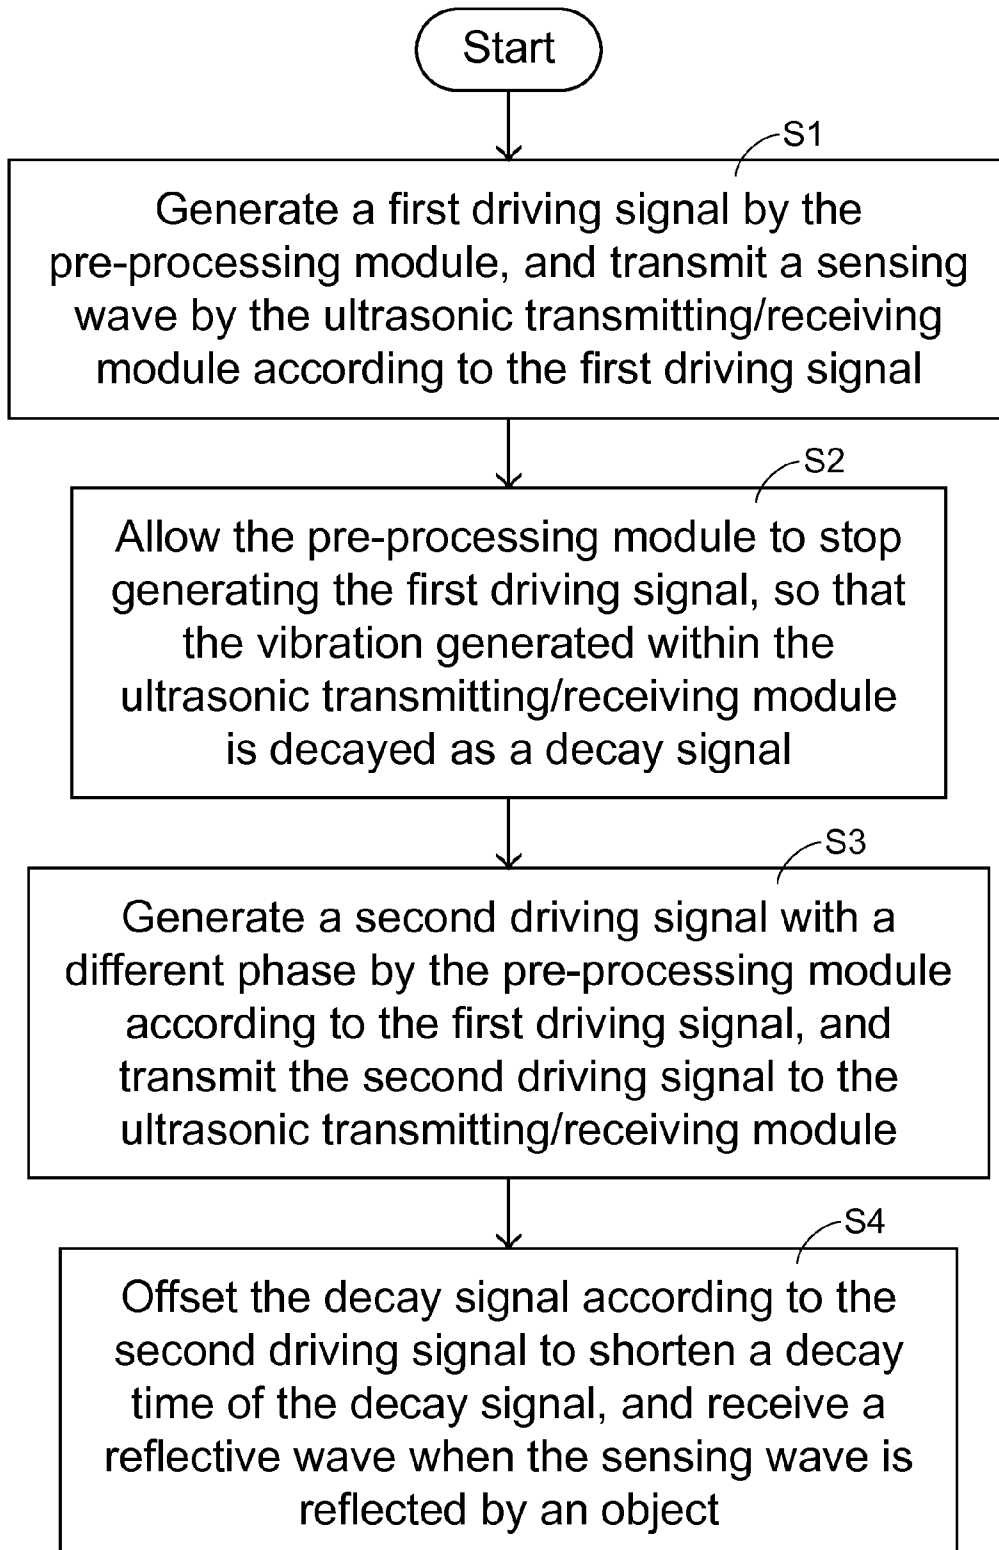 Start
S1
Generate a first driving signal by the
pre-processing module, and transmit a sensing
wave by the ultrasonic transmitting/receiving
module according to the first driving signal
S2
Allow the pre-processing module to stop
generating the first driving signal, so that
the vibration generated within the
ultrasonic transmitting/receiving module
is decayed as a decay signal
S3
Generate a second driving signal with a
different phase by the pre-processing module
according to the first driving signal, and
transmit the second driving signal to the
ultrasonic transmitting/receiving module
S4
Offset the decay signal according to the
second driving signal to shorten a decay
time of the decay signal, and receive a
reflective wave when the sensing wave is
reflected by an object